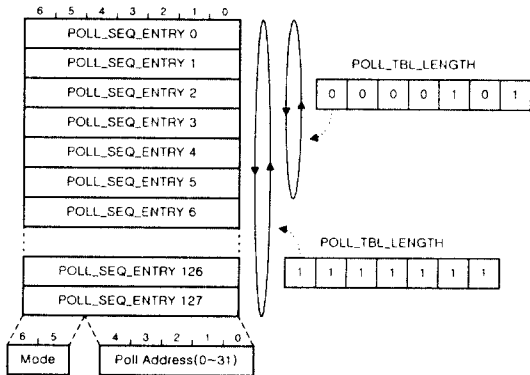 6 5 4 3 2 1 0
POLL_SEQ_ENTRY 0
POLL_SEQ_ENTRY 1
POLL_SEQ_ENTRY 2
POLL_SEQ_ENTRY 3
POLL_SEQ_ENTRY 4
POLL_SEQ_ENTRY 5
POLL_SEQ_ENTRY 6
POLL_TBL_LENGTH
0 0 0 0 1 0 1
POLL_TBL_LENGTH
1 1 1 1 1 1 1
POLL_SEQ_ENTRY 126
POLL_SEQ_ENTRY 127
6 5 4 3 2 1 0
Mode Poll Address(0~31)